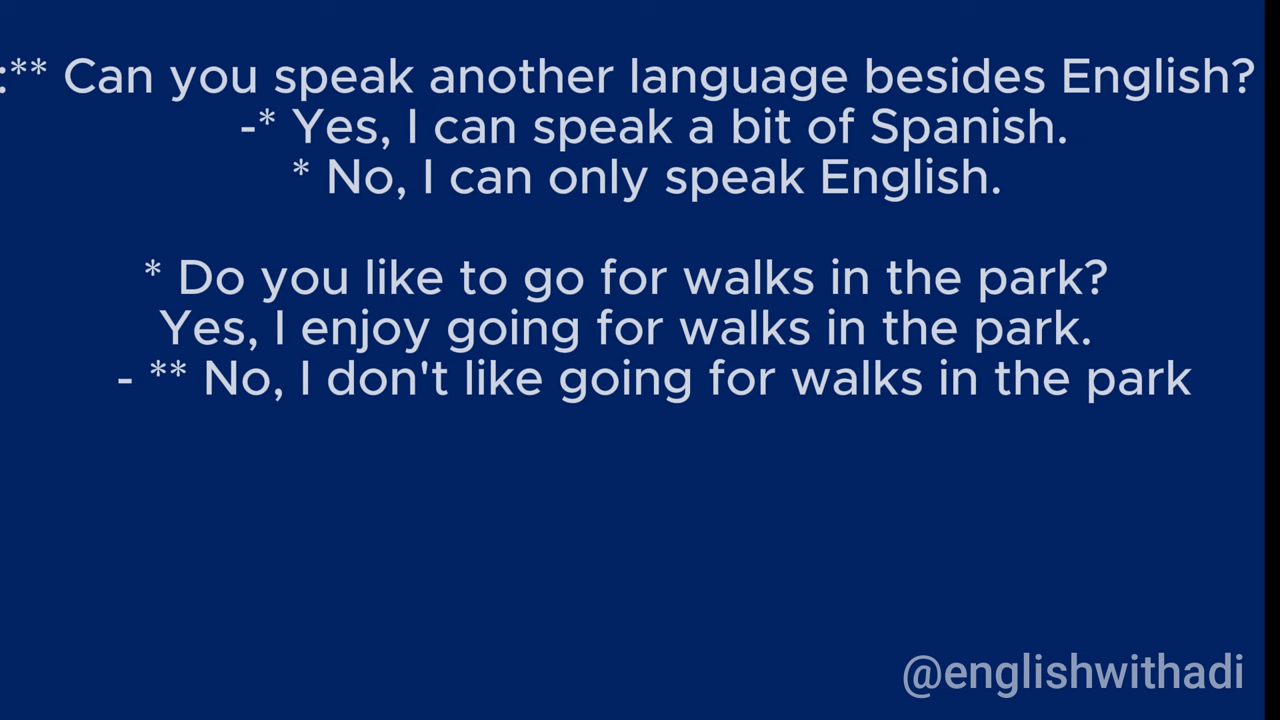 :** Can you speak another language besides English?
-* Yes, I can speak a bit of Spanish.
* No, I can only speak English.
* Do you like to go for walks in the park?
Yes, I enjoy going for walks in the park.
- ** No, I don't like going for walks in the park
@englishwithadi